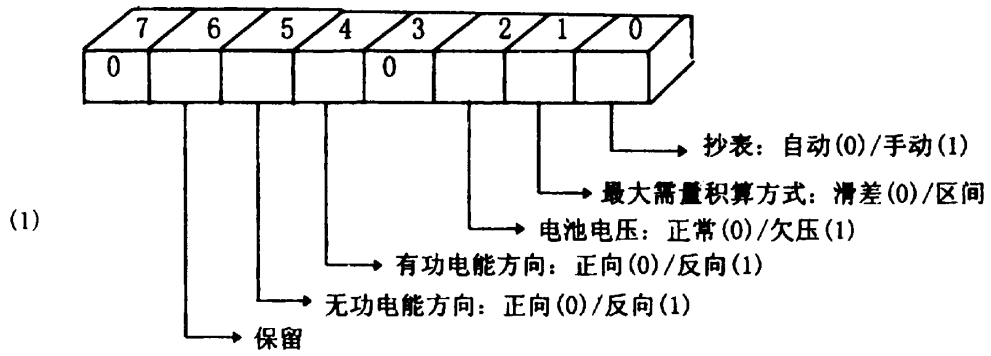 7 6 5 4 3 2 1 0
0 0
抄表：自动(0)/手动(1)
最大需量积算方式：滑差(0)/区间
(1)
电池电压：正常(0)/欠压(1)
有功电能方向：正向(0)/反向(1)
无功电能方向：正向(0)/反向(1)
保留